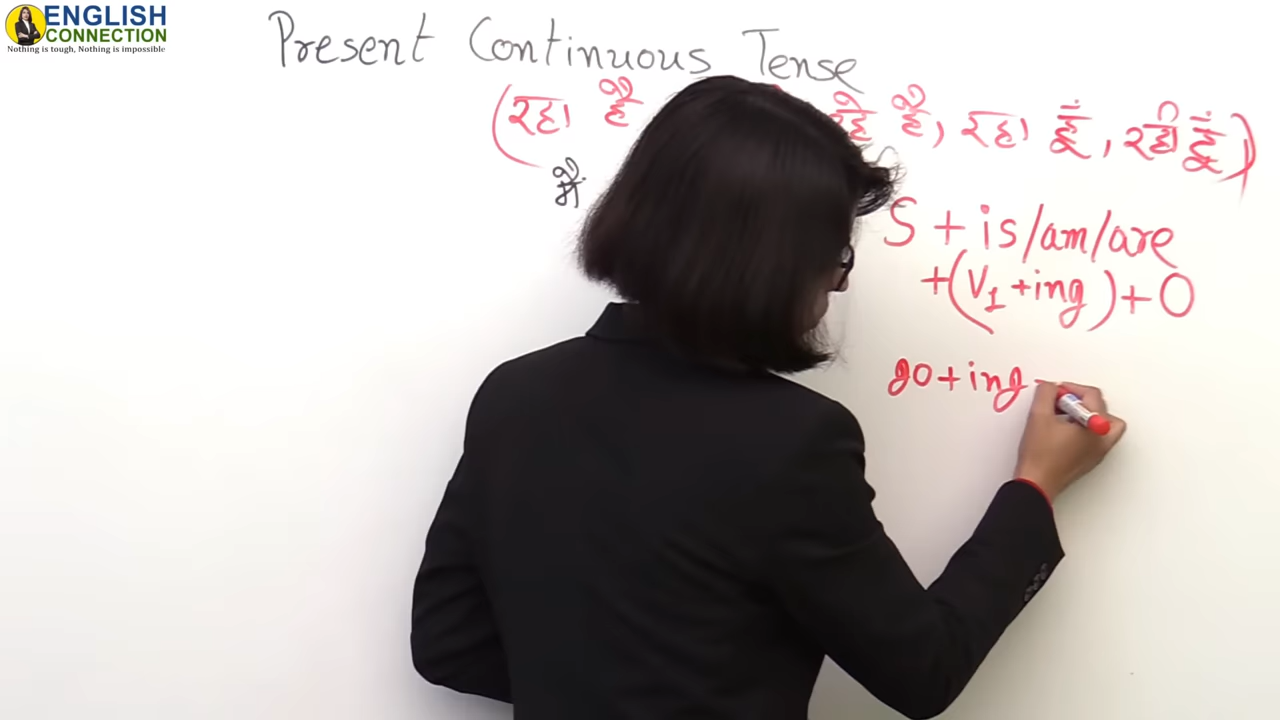 ENGLISH
CONNECTION
Nothing is tough, Nothing is impossible
Present Continuous Tense
(रहा है रहे है, रहा हूँ, रही हूँ)
मैं
S + is/am/are
+ (V1 + ing) + O
go + ing